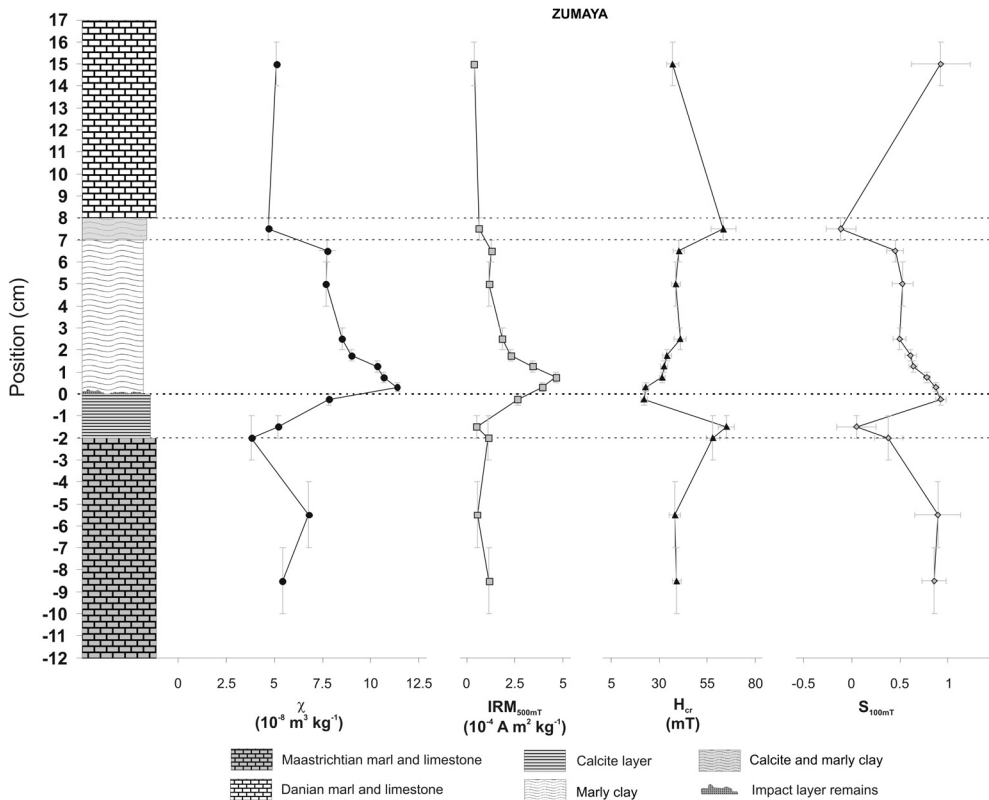 ZUMAYA
Position (cm)
17
16
15
14
13
12
11
10
9
8
7
6
5
4
3
2
1
0
-1
-2
-3
-4
-5
-6
-7
-8
-9
-10
-11
-12
0 2.5 5 7.5 10 12.5
χ
(10⁻⁸ m³ kg⁻¹)
0 2.5 5
IRM500mT
(10⁻⁴ A m² kg⁻¹)
5 30 55 80
Hcr
(mT)
-0.5 0 0.5 1
S100mT
Maastrichtian marl and limestone
Calcite layer
Calcite and marly clay
Danian marl and limestone
Marly clay
Impact layer remains